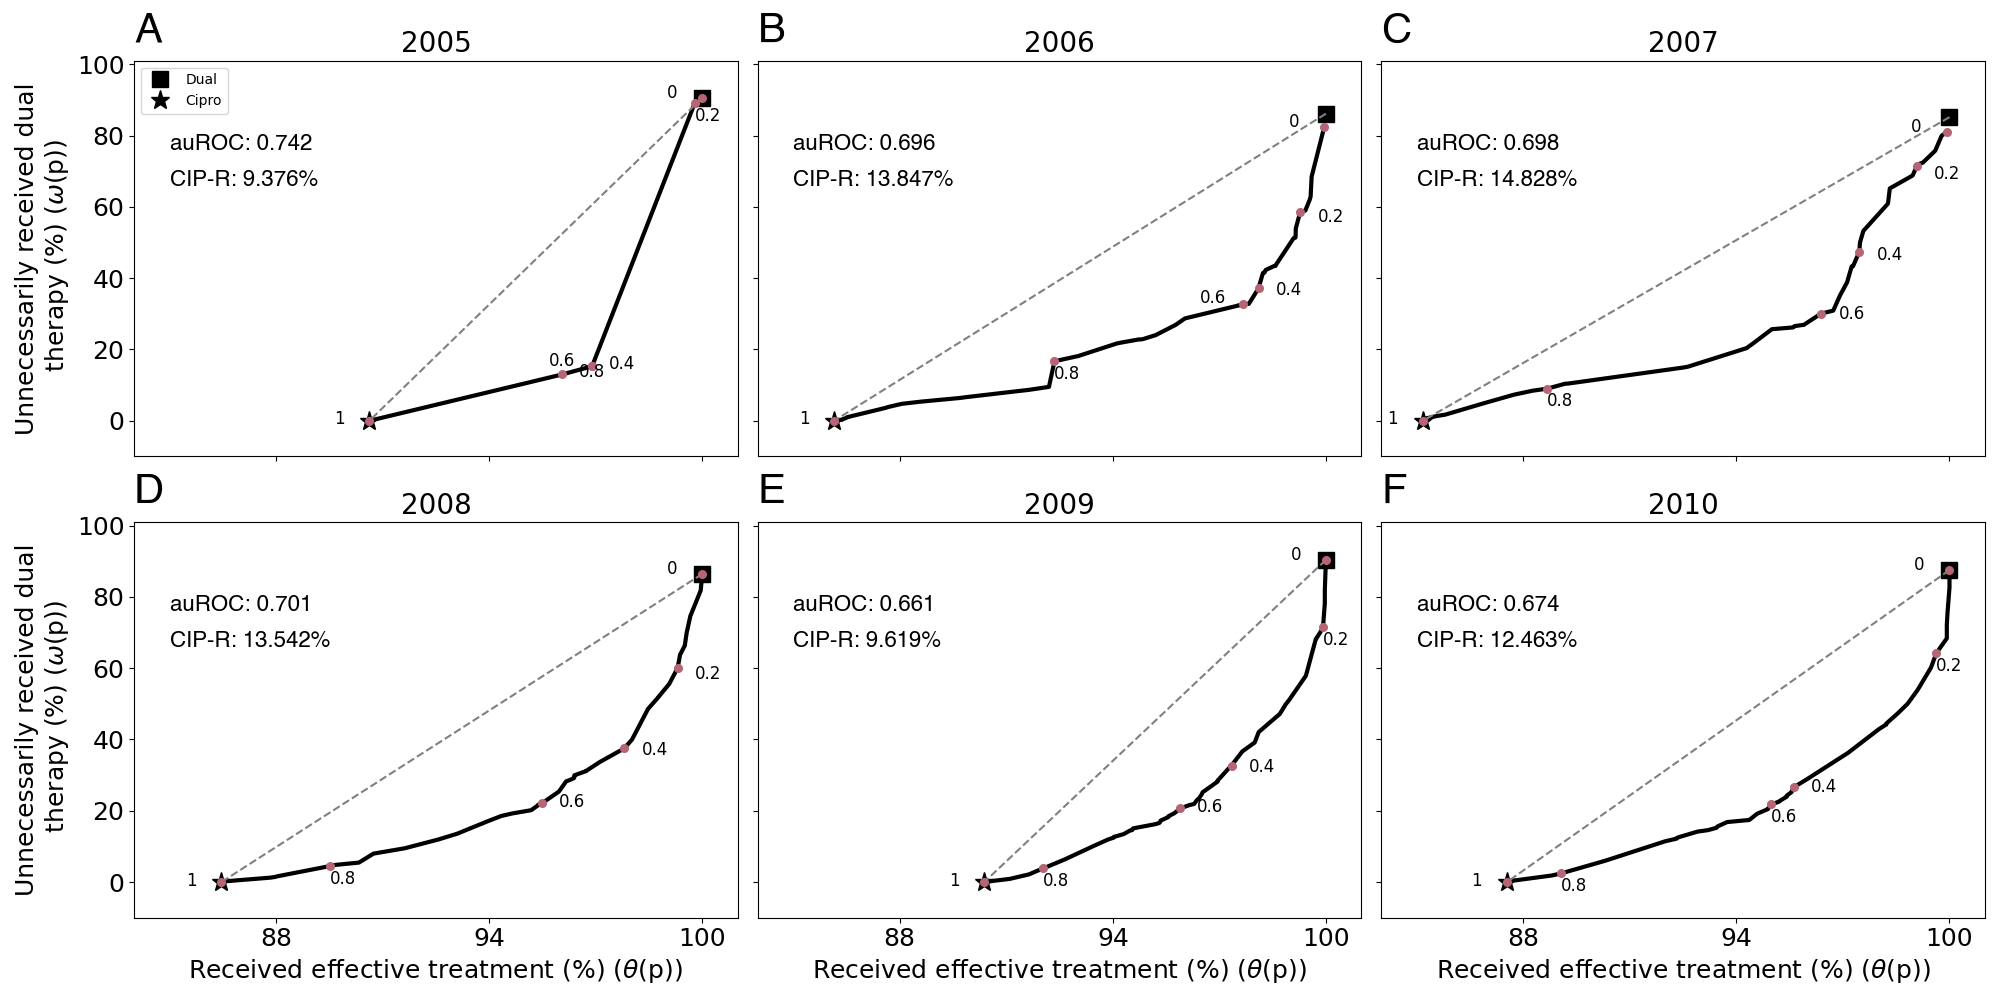 A
2005
B
2006
C
2007
100
80
60
40
20
0
Unnecessarily received dual
therapy (%) (ω(p))
Dual
Cipro
auROC: 0.742
CIP-R: 9.376%
0
0.2
0.4
0.6
0.8
1
auROC: 0.696
CIP-R: 13.847%
0
0.2
0.4
0.6
0.8
1
auROC: 0.698
CIP-R: 14.828%
0
0.2
0.4
0.6
0.8
1
D
2008
E
2009
F
2010
100
80
60
40
20
0
Unnecessarily received dual
therapy (%) (ω(p))
auROC: 0.701
CIP-R: 13.542%
0
0.2
0.4
0.6
0.8
1
auROC: 0.661
CIP-R: 9.619%
0
0.2
0.4
0.6
0.8
1
auROC: 0.674
CIP-R: 12.463%
0
0.2
0.4
0.6
0.8
1
88
94
100
88
94
100
88
94
100
Received effective treatment (%) (θ(p))
Received effective treatment (%) (θ(p))
Received effective treatment (%) (θ(p))